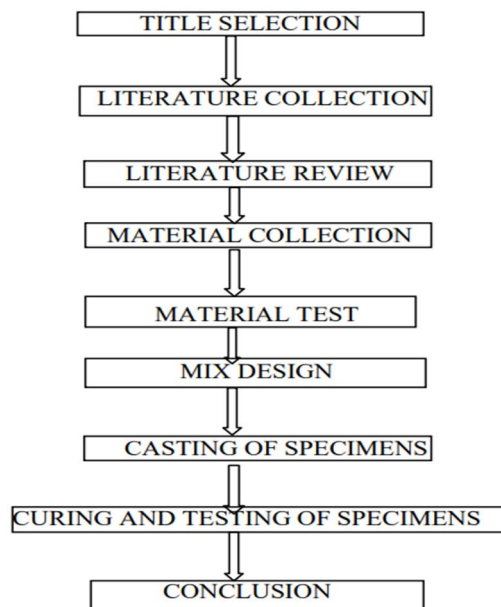 TITLE SELECTION
LITERATURE COLLECTION
LITERATURE REVIEW
MATERIAL COLLECTION
MATERIAL TEST
MIX DESIGN
CASTING OF SPECIMENS
CURING AND TESTING OF SPECIMENS
CONCLUSION